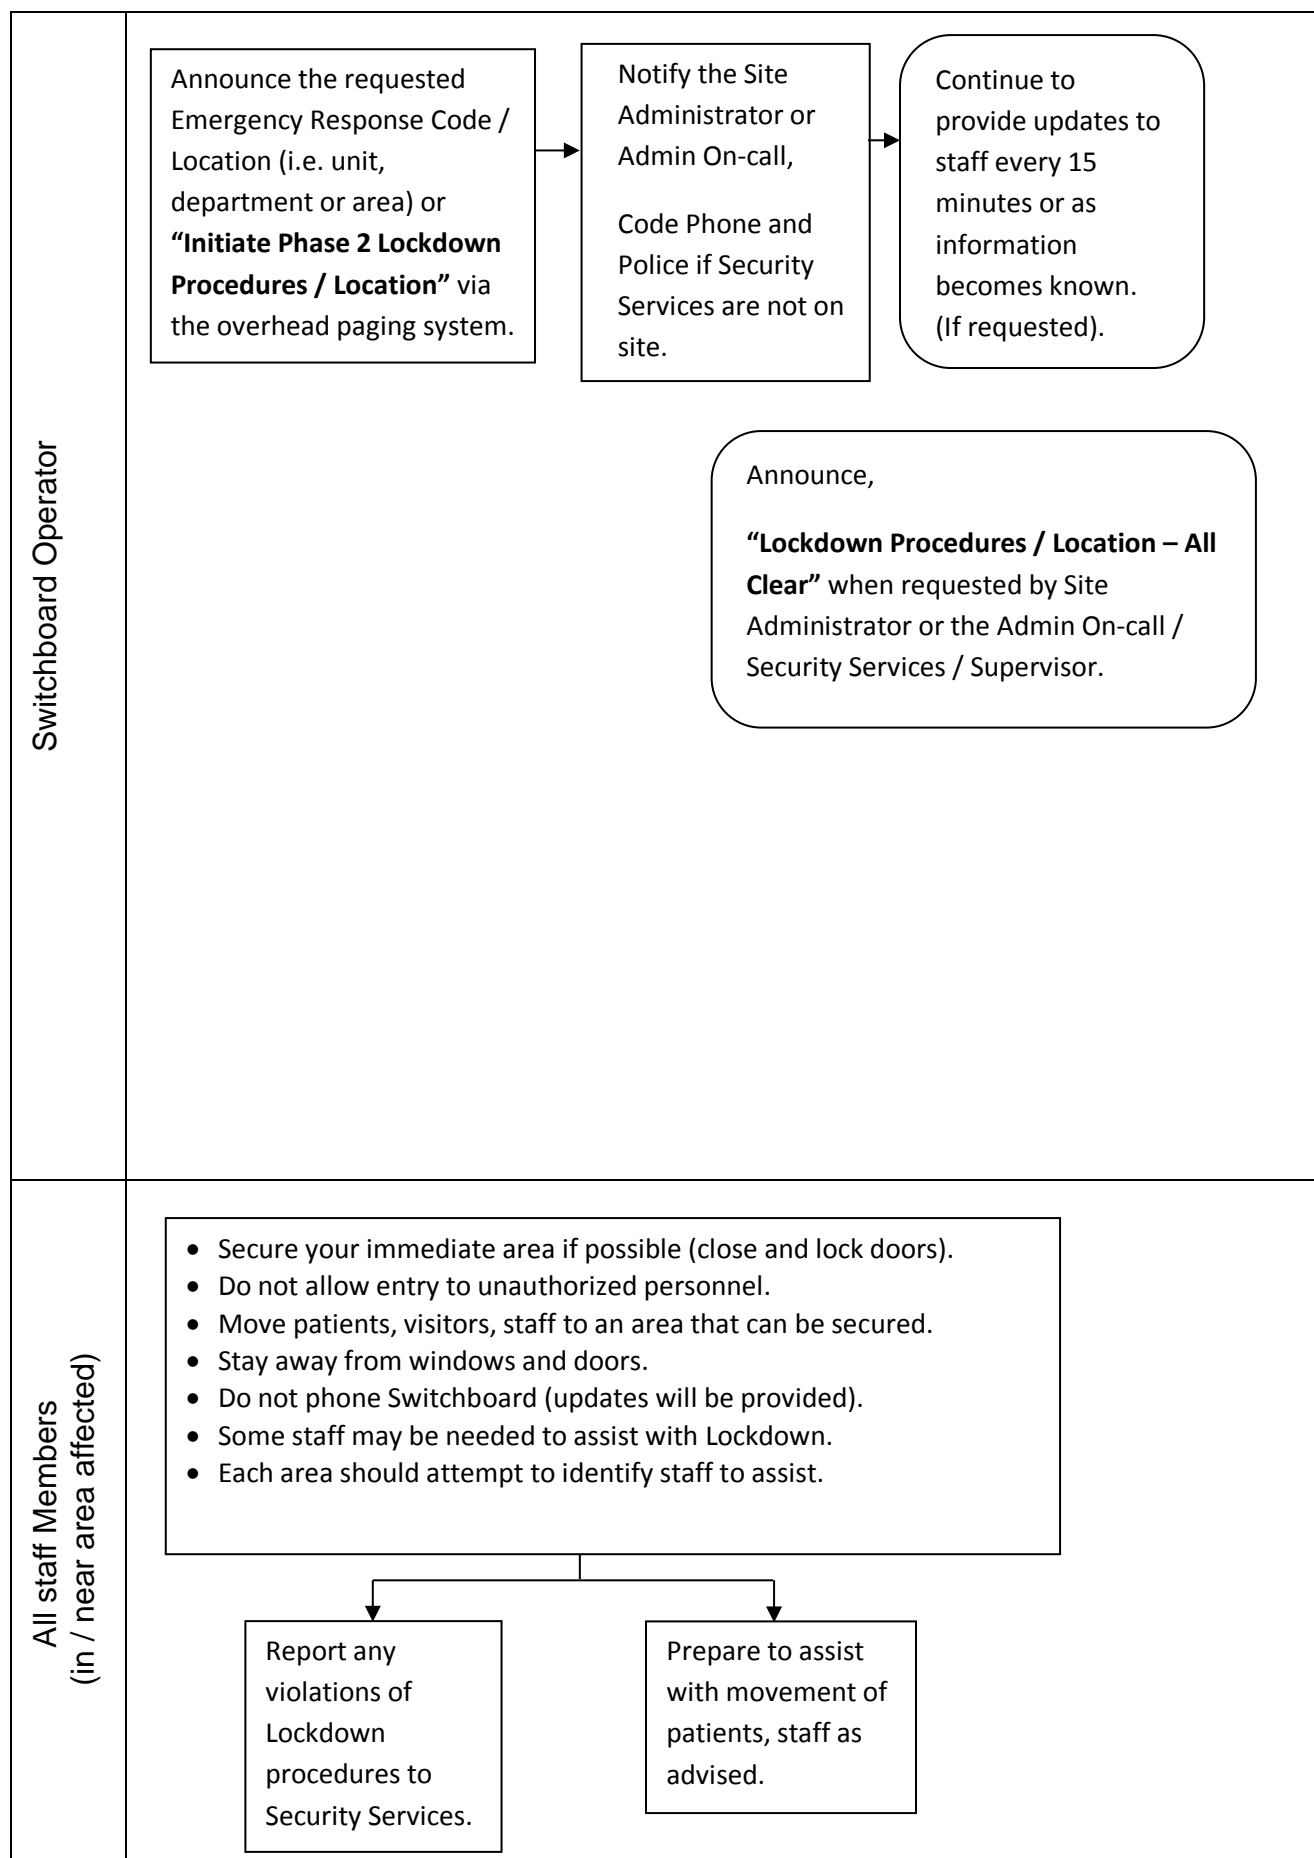 Switchboard Operator
Announce the requested
Emergency Response Code /
Location (i.e. unit,
department or area) or
“Initiate Phase 2 Lockdown
Procedures / Location” via
the overhead paging system.
Notify the Site
Administrator or
Admin On-call,
Code Phone and
Police if Security
Services are not on
site.
Continue to
provide updates to
staff every 15
minutes or as
information
becomes known.
(If requested).
Announce,
“Lockdown Procedures / Location – All
Clear” when requested by Site
Administrator or the Admin On-call /
Security Services / Supervisor.
All staff Members
(in / near area affected)
• Secure your immediate area if possible (close and lock doors).
• Do not allow entry to unauthorized personnel.
• Move patients, visitors, staff to an area that can be secured.
• Stay away from windows and doors.
• Do not phone Switchboard (updates will be provided).
• Some staff may be needed to assist with Lockdown.
• Each area should attempt to identify staff to assist.
Report any
violations of
Lockdown
procedures to
Security Services.
Prepare to assist
with movement of
patients, staff as
advised.